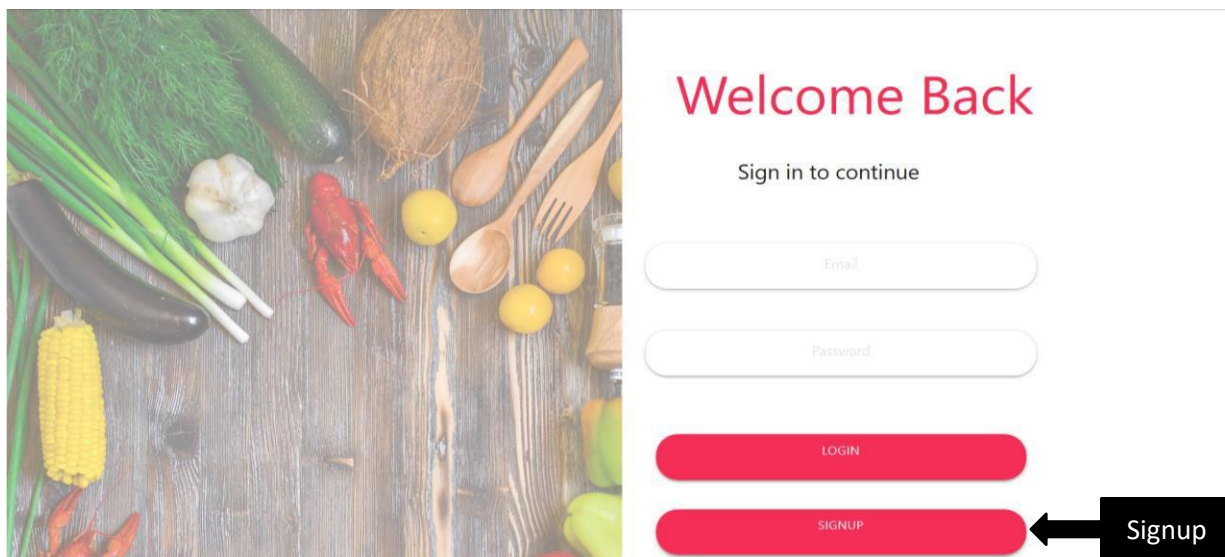 Welcome Back
Sign in to continue
Email
Password
LOGIN
SIGNUP
Signup